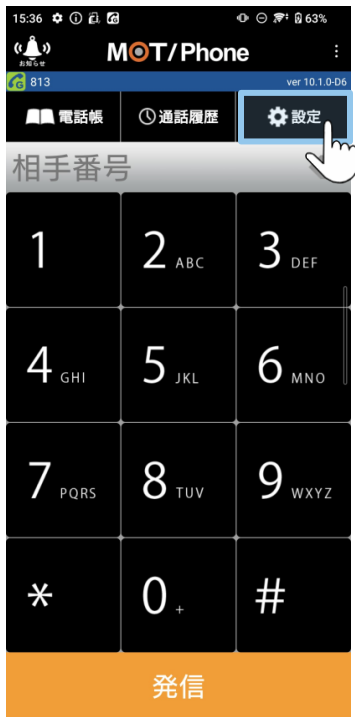 15:36 63%
お知らせ MOT/Phone
813 ver 10.1.0-D6
電話帳 通話履歴 設定
相手番号
1 2 ABC 3 DEF
4 GHI 5 JKL 6 MNO
7 PQRS 8 TUV 9 WXYZ
* 0 + #
発信